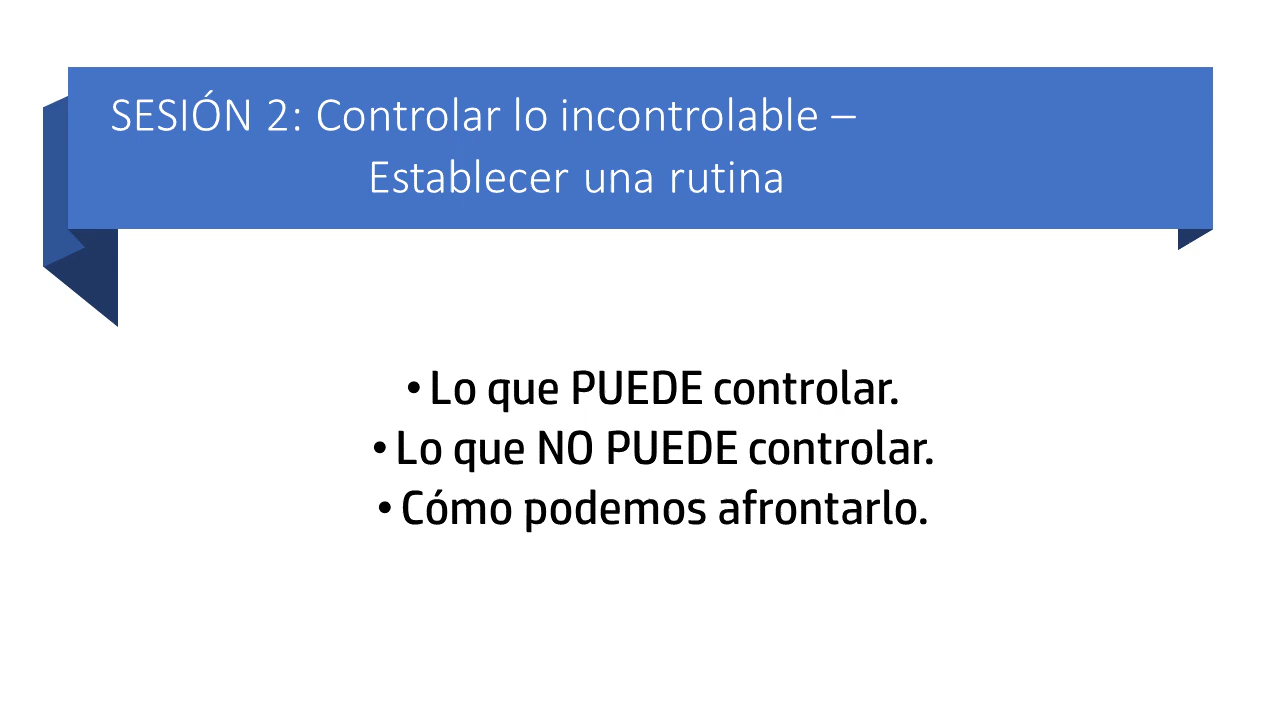 SESIÓN 2: Controlar lo incontrolable –
Establecer una rutina
• Lo que PUEDE controlar.
• Lo que NO PUEDE controlar.
• Cómo podemos afrontarlo.